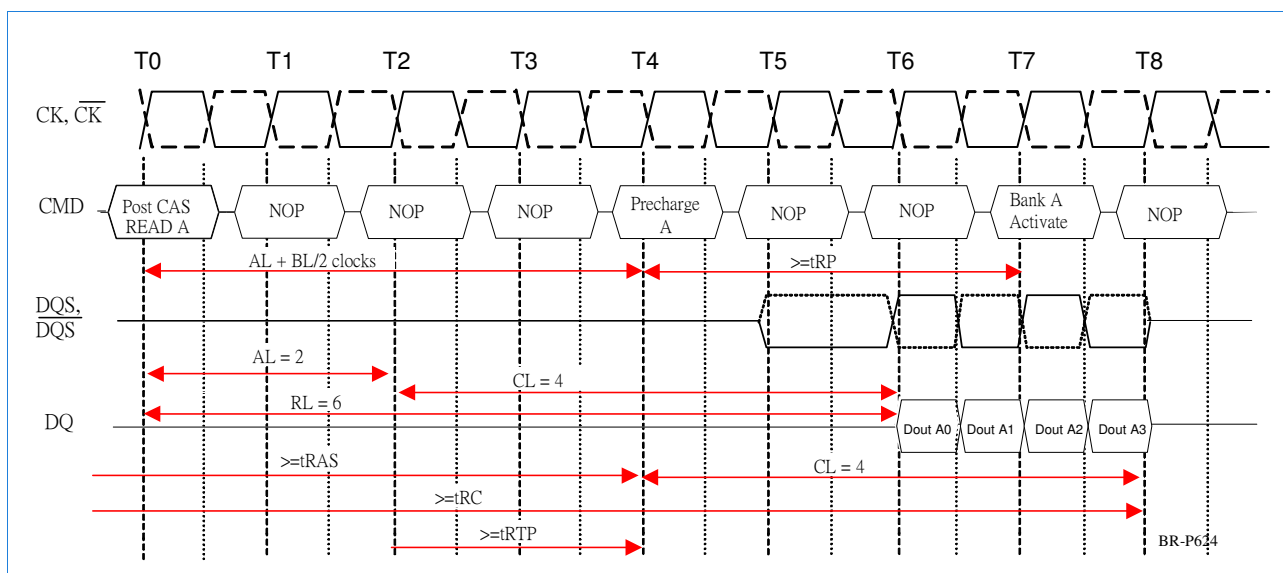 T0 T1 T2 T3 T4 T5 T6 T7 T8
CK, CK
CMD
Post CAS
READ A
NOP
NOP
NOP
Precharge
A
NOP
NOP
Bank A
Activate
NOP
AL + BL/2 clocks
>=tRP
DQS,
DQS
AL = 2
CL = 4
RL = 6
DQ
Dout A0
Dout A1
Dout A2
Dout A3
>=tRAS
CL = 4
>=tRC
>=tRTP
BR-P624